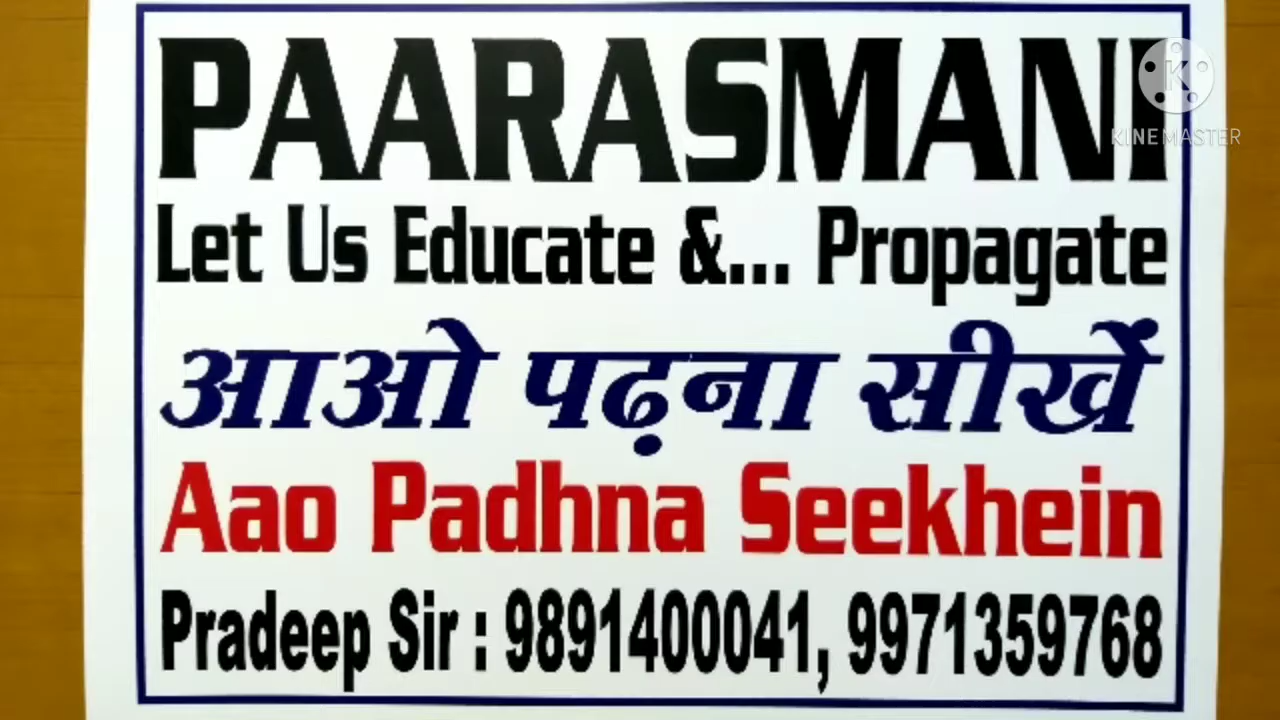 PAARASMANI
KINEMASTER
Let Us Educate &... Propagate
आओ पढ़ना सीखें
Aao Padhna Seekhein
Pradeep Sir : 9891400041, 9971359768